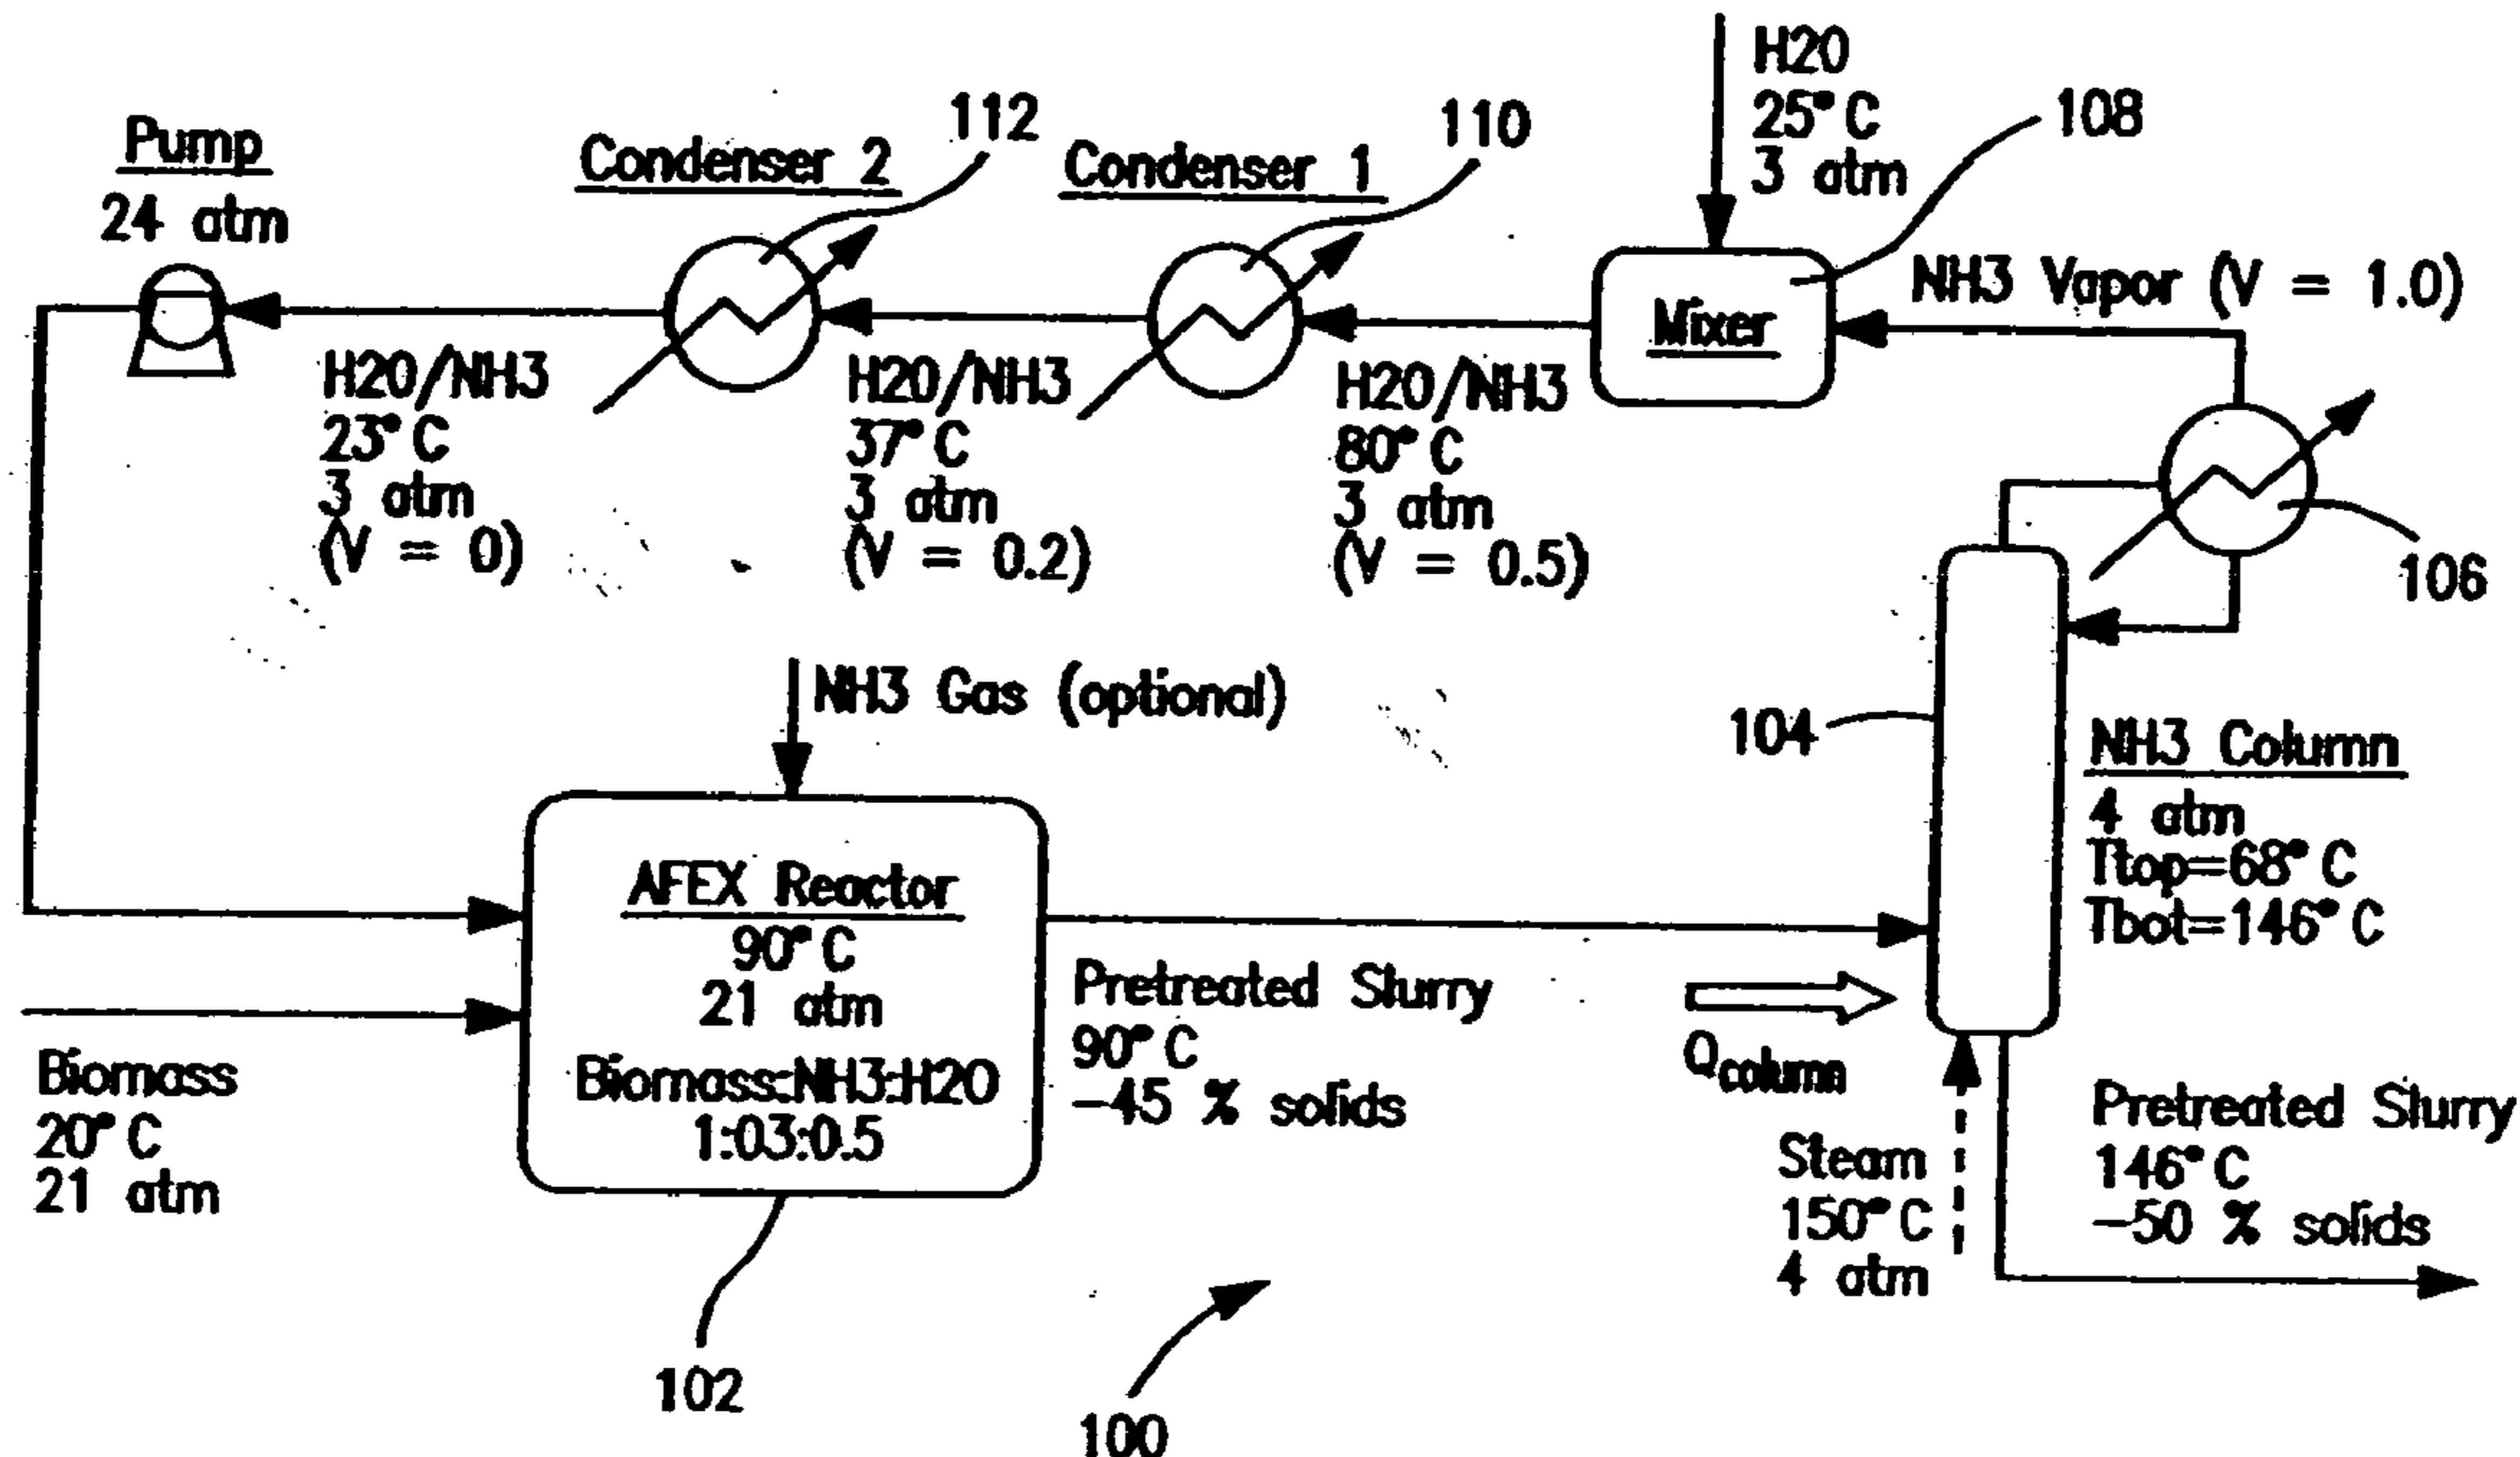 Pump
24 atm
Condenser 2
112
Condenser 1
110
H20
25°C
3 atm
108
Mixer
NH3 Vapor (V = 1.0)
H20/NH3
23°C
3 atm
(V = 0)
H20/NH3
37°C
3 atm
(V = 0.2)
H20/NH3
80°C
3 atm
(V = 0.5)
106
NH3 Gas (optional)
104
NH3 Column
4 atm
Ttop=68°C
Tbot=146°C
AFEX Reactor
90°C
21 atm
Biomass:NH3:H20
1:0.3:0.5
Biomass
20°C
21 atm
Pretreated Slurry
90°C
~45 % solids
Qcolumn
Steam
150°C
4 atm
Pretreated Slurry
146°C
~50 % solids
102
100